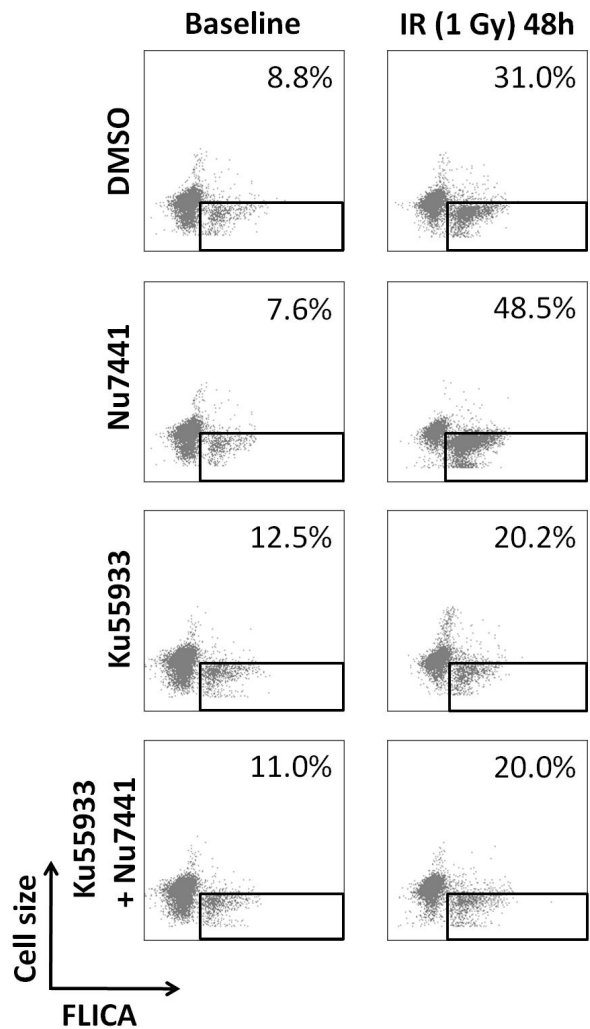 Baseline
IR (1 Gy) 48h
DMSO
8.8%
31.0%
Nu7441
7.6%
48.5%
Ku55933
12.5%
20.2%
Ku55933
+ Nu7441
11.0%
20.0%
Cell size
FLICA